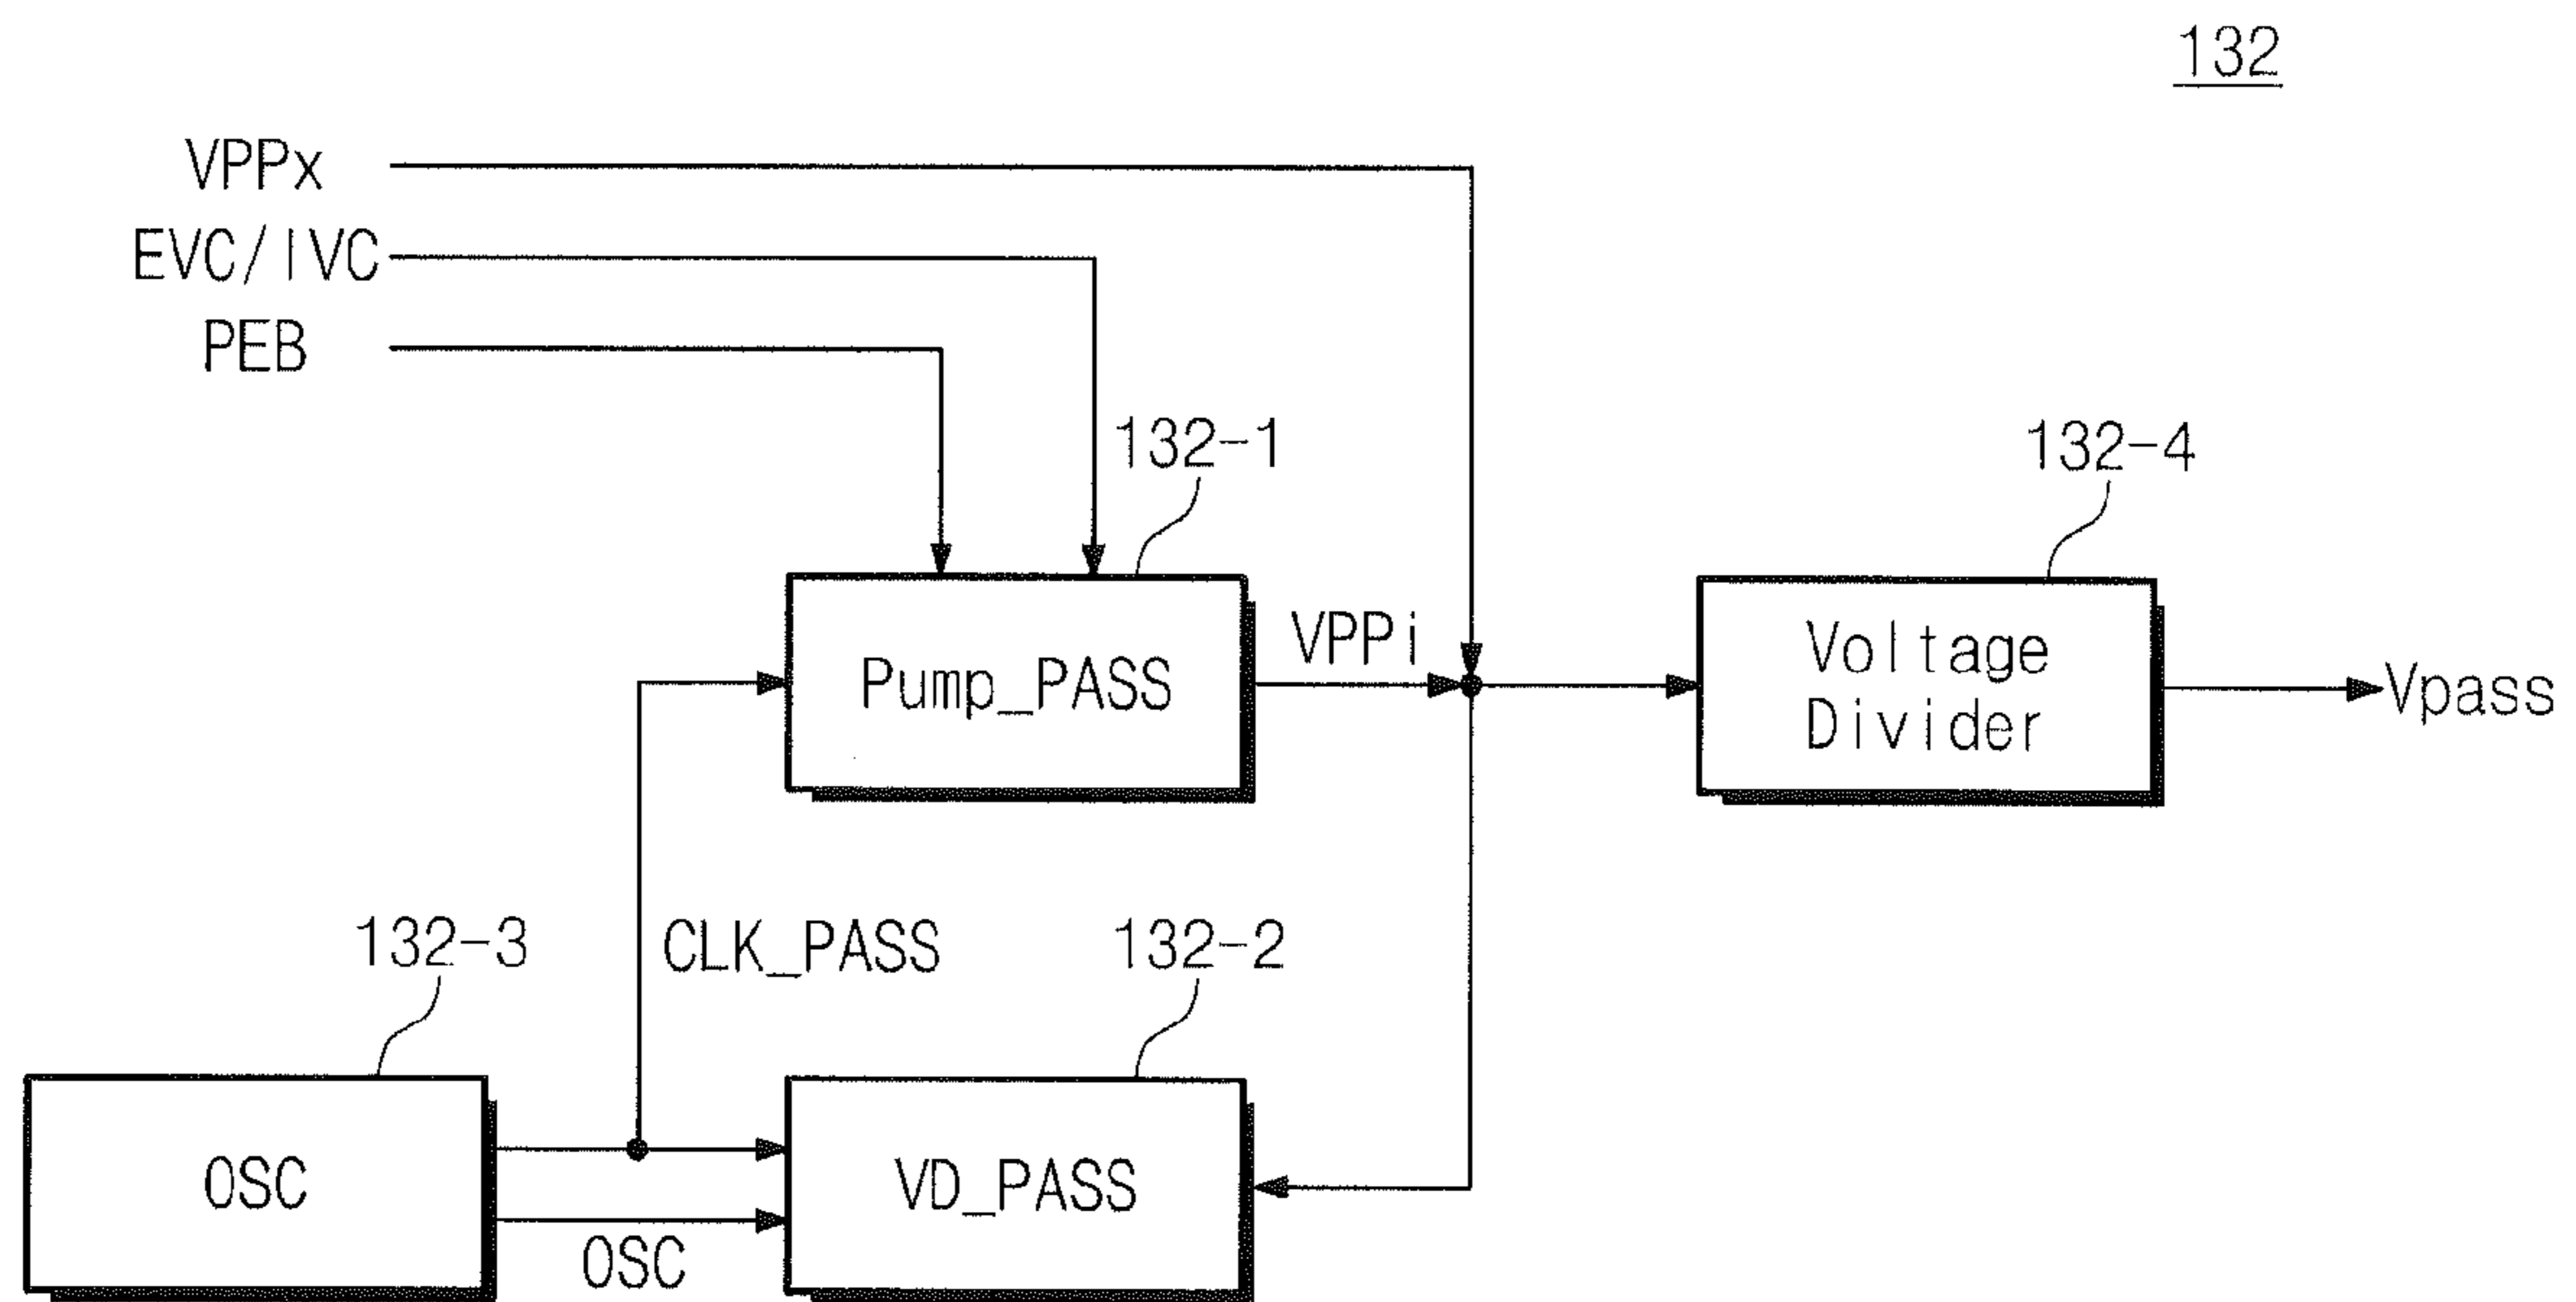 132
VPPx
EVC/IVC
PEB
132-1
132-4
Pump_PASS
VPPi
Voltage
Divider
Vpass
132-3
CLK_PASS
132-2
OSC
VD_PASS
OSC